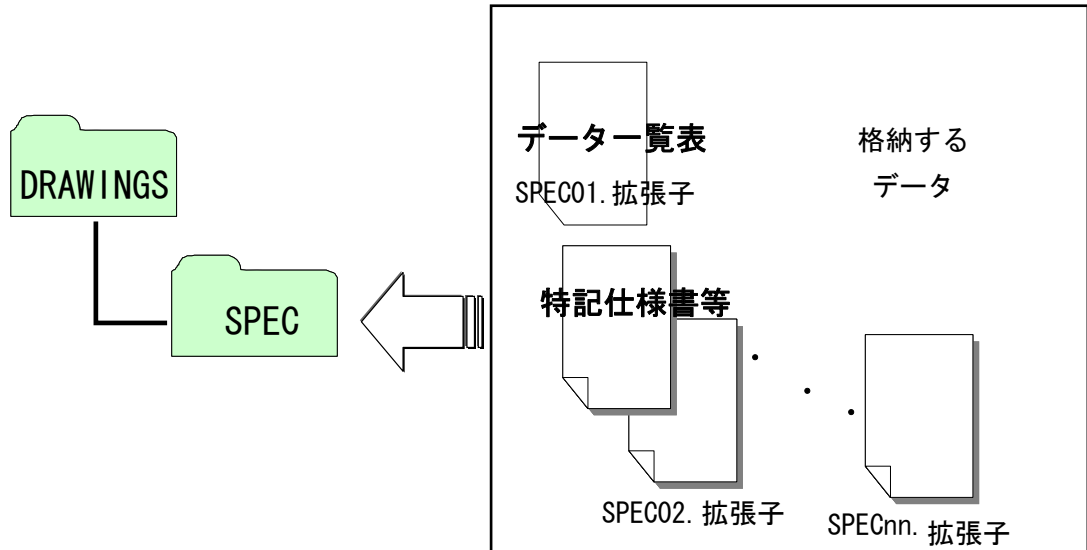 DRAWINGS
SPEC
データ一覧表
SPEC01.拡張子
格納する
データ
特記仕様書等
SPEC02.拡張子
SPECnn.拡張子